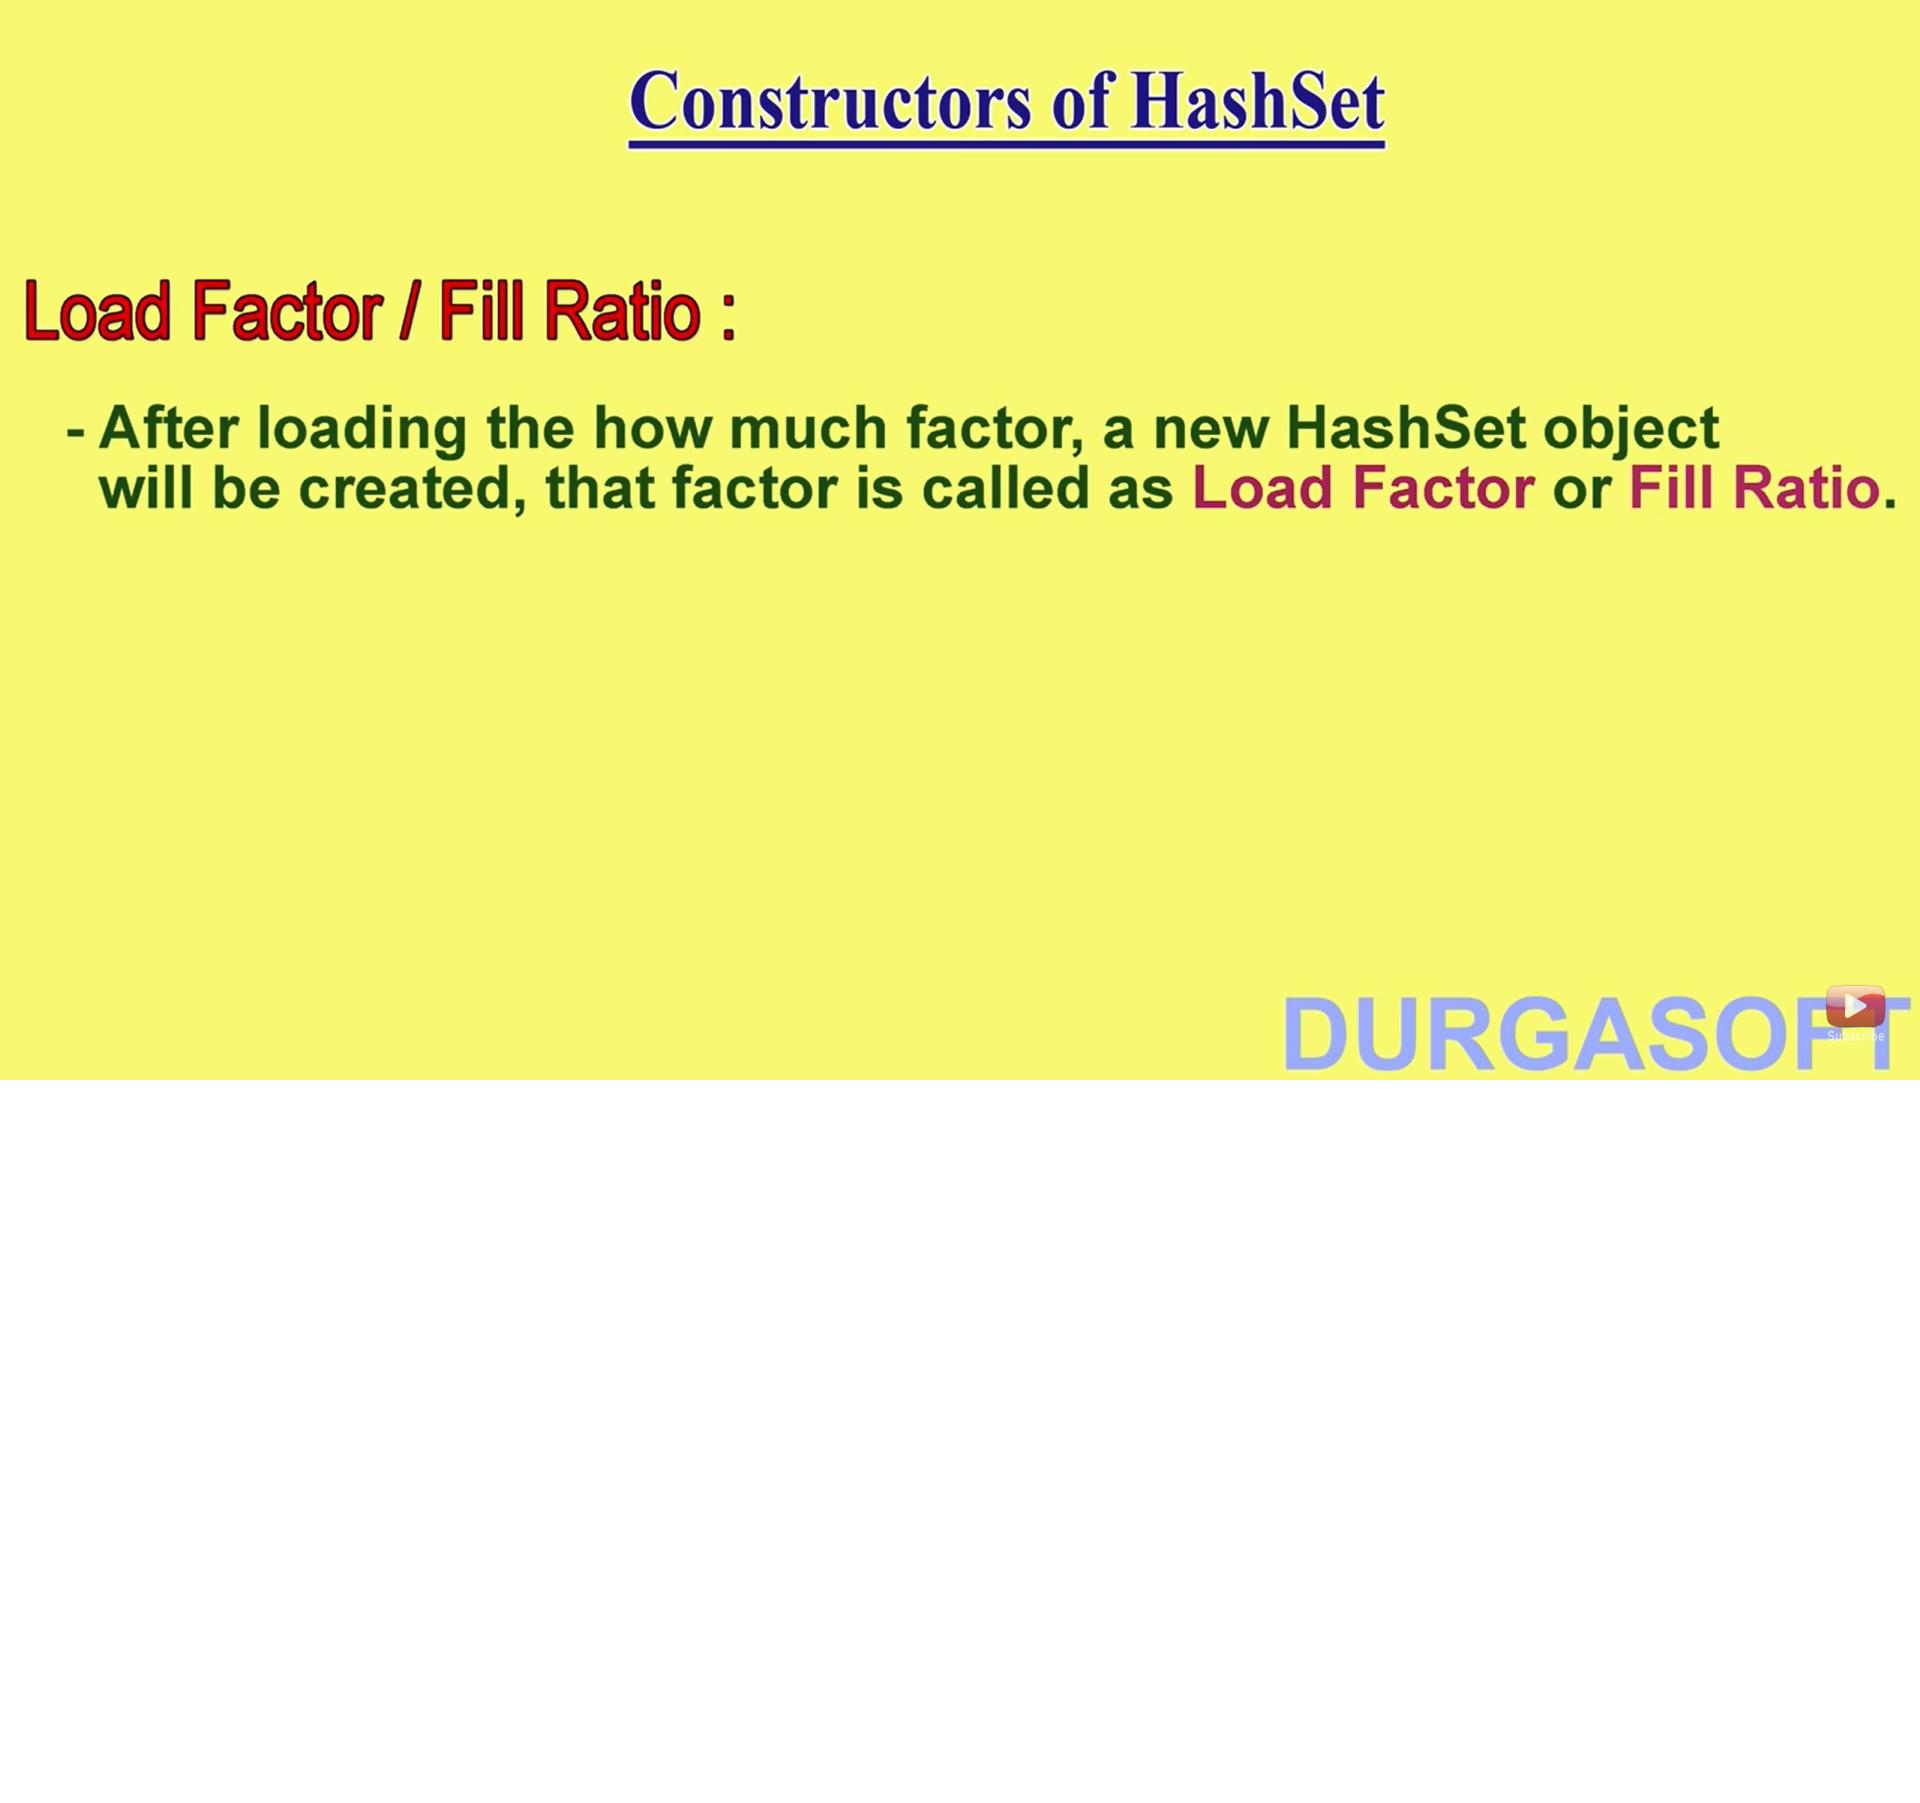 Constructors of HashSet
Load Factor / Fill Ratio :
- After loading the how much factor, a new HashSet object
will be created, that factor is called as Load Factor or Fill Ratio.
DURGASOFT
Subscribe